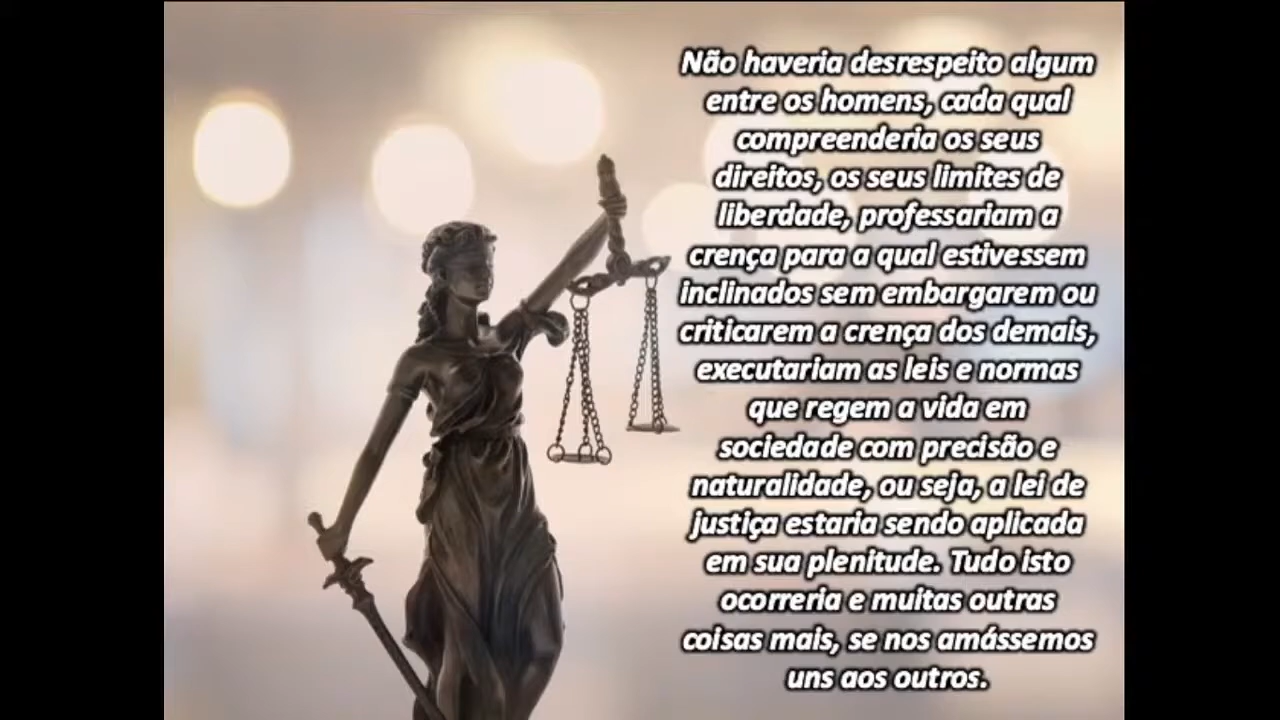 Não haveria desrespeito algum
entre os homens, cada qual
compreenderia os seus
direitos, os seus limites de
liberdade, professariam a
crença para a qual estivessem
inclinados sem embargarem ou
criticarem a crença dos demais,
executariam as leis e normas
que regem a vida em
sociedade com precisão e
naturalidade, ou seja, a lei de
justiça estaria sendo aplicada
em sua plenitude. Tudo isto
ocorreria e muitas outras
coisas mais, se nos amássemos
uns aos outros.